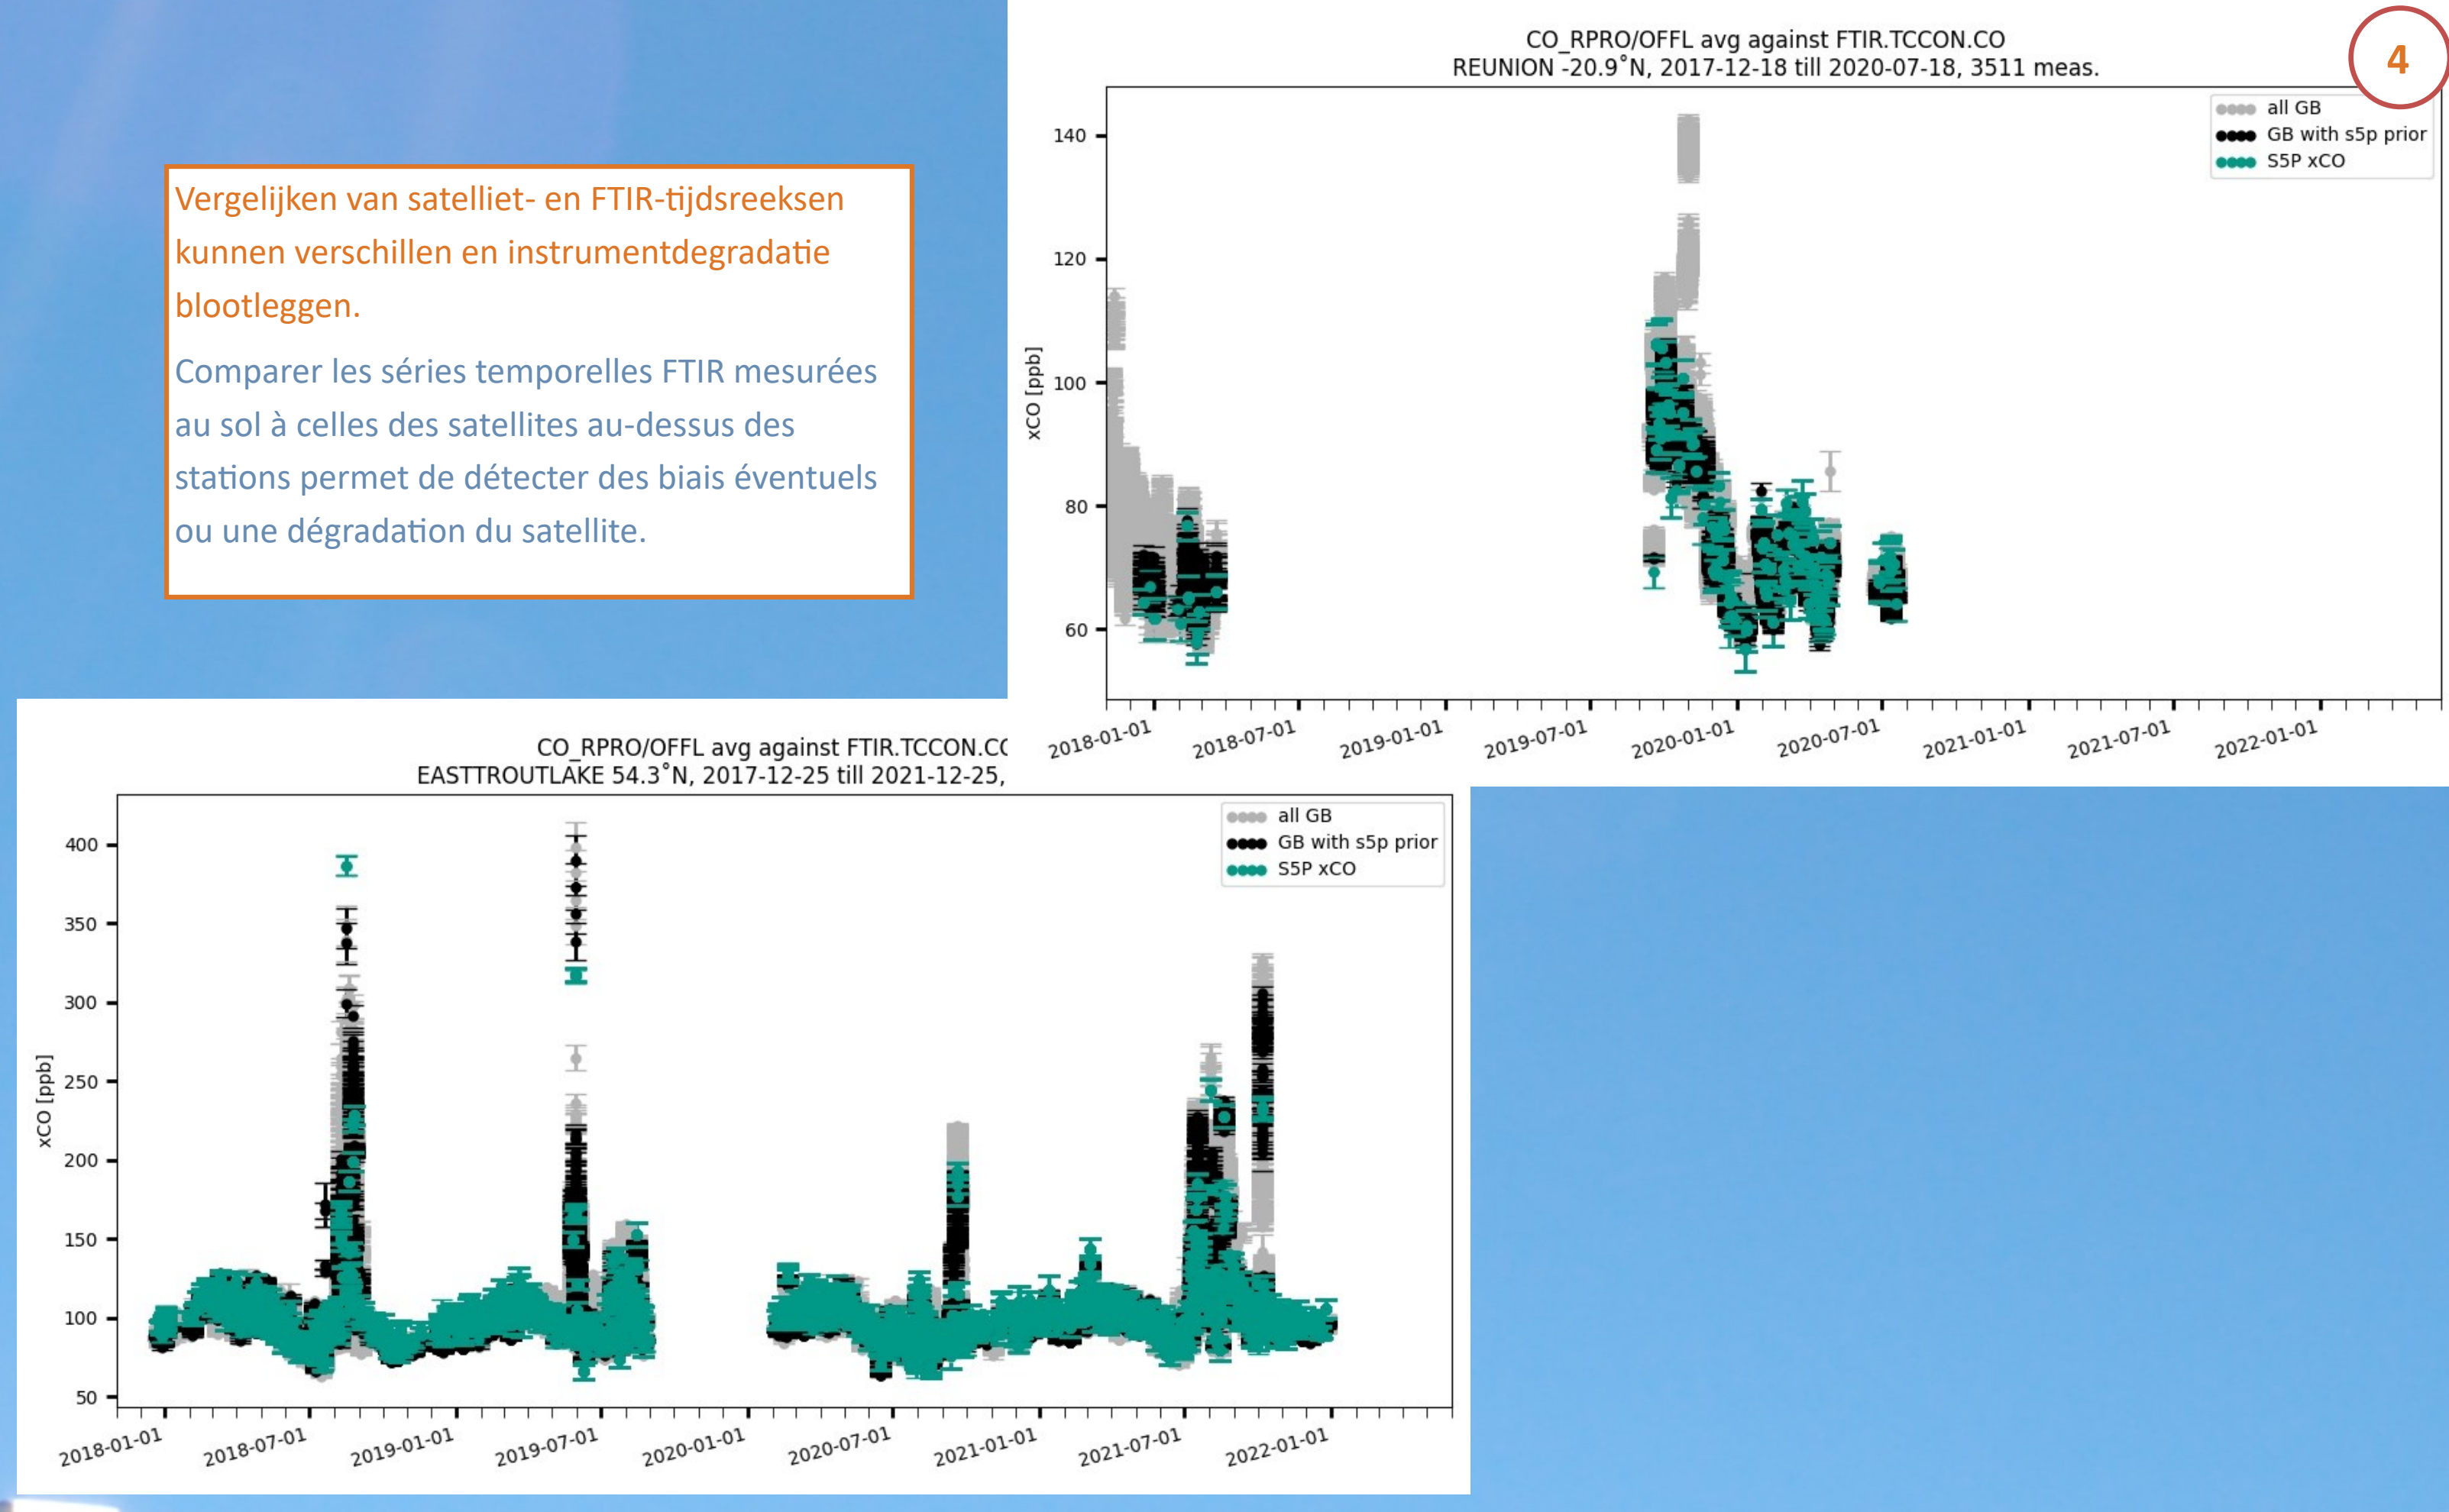 Vergelijken van satelliet- en FTIR-tijdsreeksen
kunnen verschillen en instrumentdegradatie
blootleggen.
Comparer les séries temporelles FTIR mesurées
au sol à celles des satellites au-dessus des
stations permet de détecter des biais éventuels
ou une dégradation du satellite.
CO_RPRO/OFFL avg against FTIR.TCCON.CO
REUNION -20.9°N, 2017-12-18 till 2020-07-18, 3511 meas.
4
all GB
GB with s5p prior
S5P xCO
xCO [ppb]
140
120
100
80
60
2018-01-01
2018-07-01
2019-01-01
2019-07-01
2020-01-01
2020-07-01
2021-01-01
2021-07-01
2022-01-01
CO_RPRO/OFFL avg against FTIR.TCCON.CO
EASTTROUTLAKE 54.3°N, 2017-12-25 till 2021-12-25,
all GB
GB with s5p prior
S5P xCO
xCO [ppb]
400
350
300
250
200
150
100
50
2018-01-01
2018-07-01
2019-01-01
2019-07-01
2020-01-01
2020-07-01
2021-01-01
2021-07-01
2022-01-01